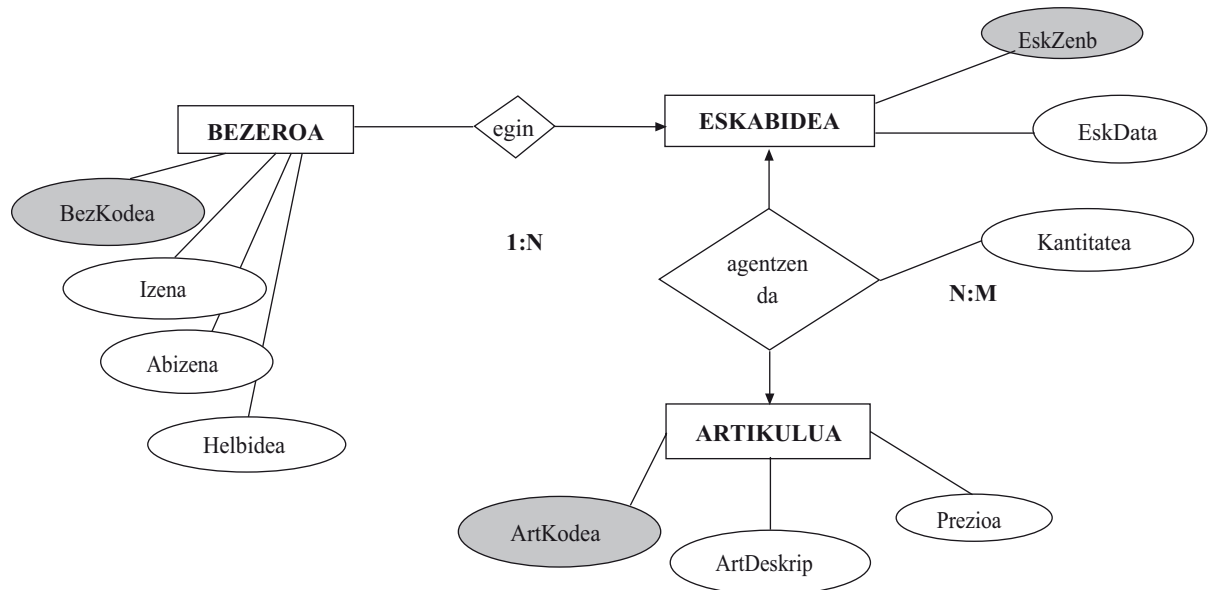 EskZenb
BEZEROA
egin
ESKABIDEA
EskData
BezKodea
1:N
Kantitatea
agentzen
da
N:M
Izena
Abizena
Helbidea
ARTIKULUA
ArtKodea
ArtDeskrip
Prezioa